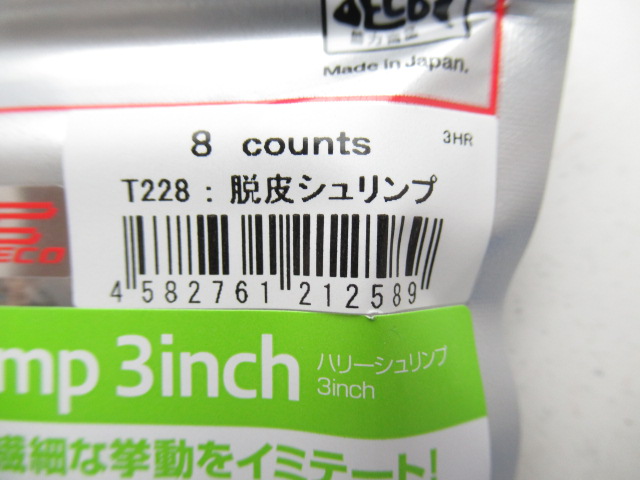 Made in Japan.
8 counts
3HR
T228 : 脱皮シュリンプ
4 582761 212589
mp 3inch
ハリーシュリンプ
3inch
繊細な挙動をイミテート!